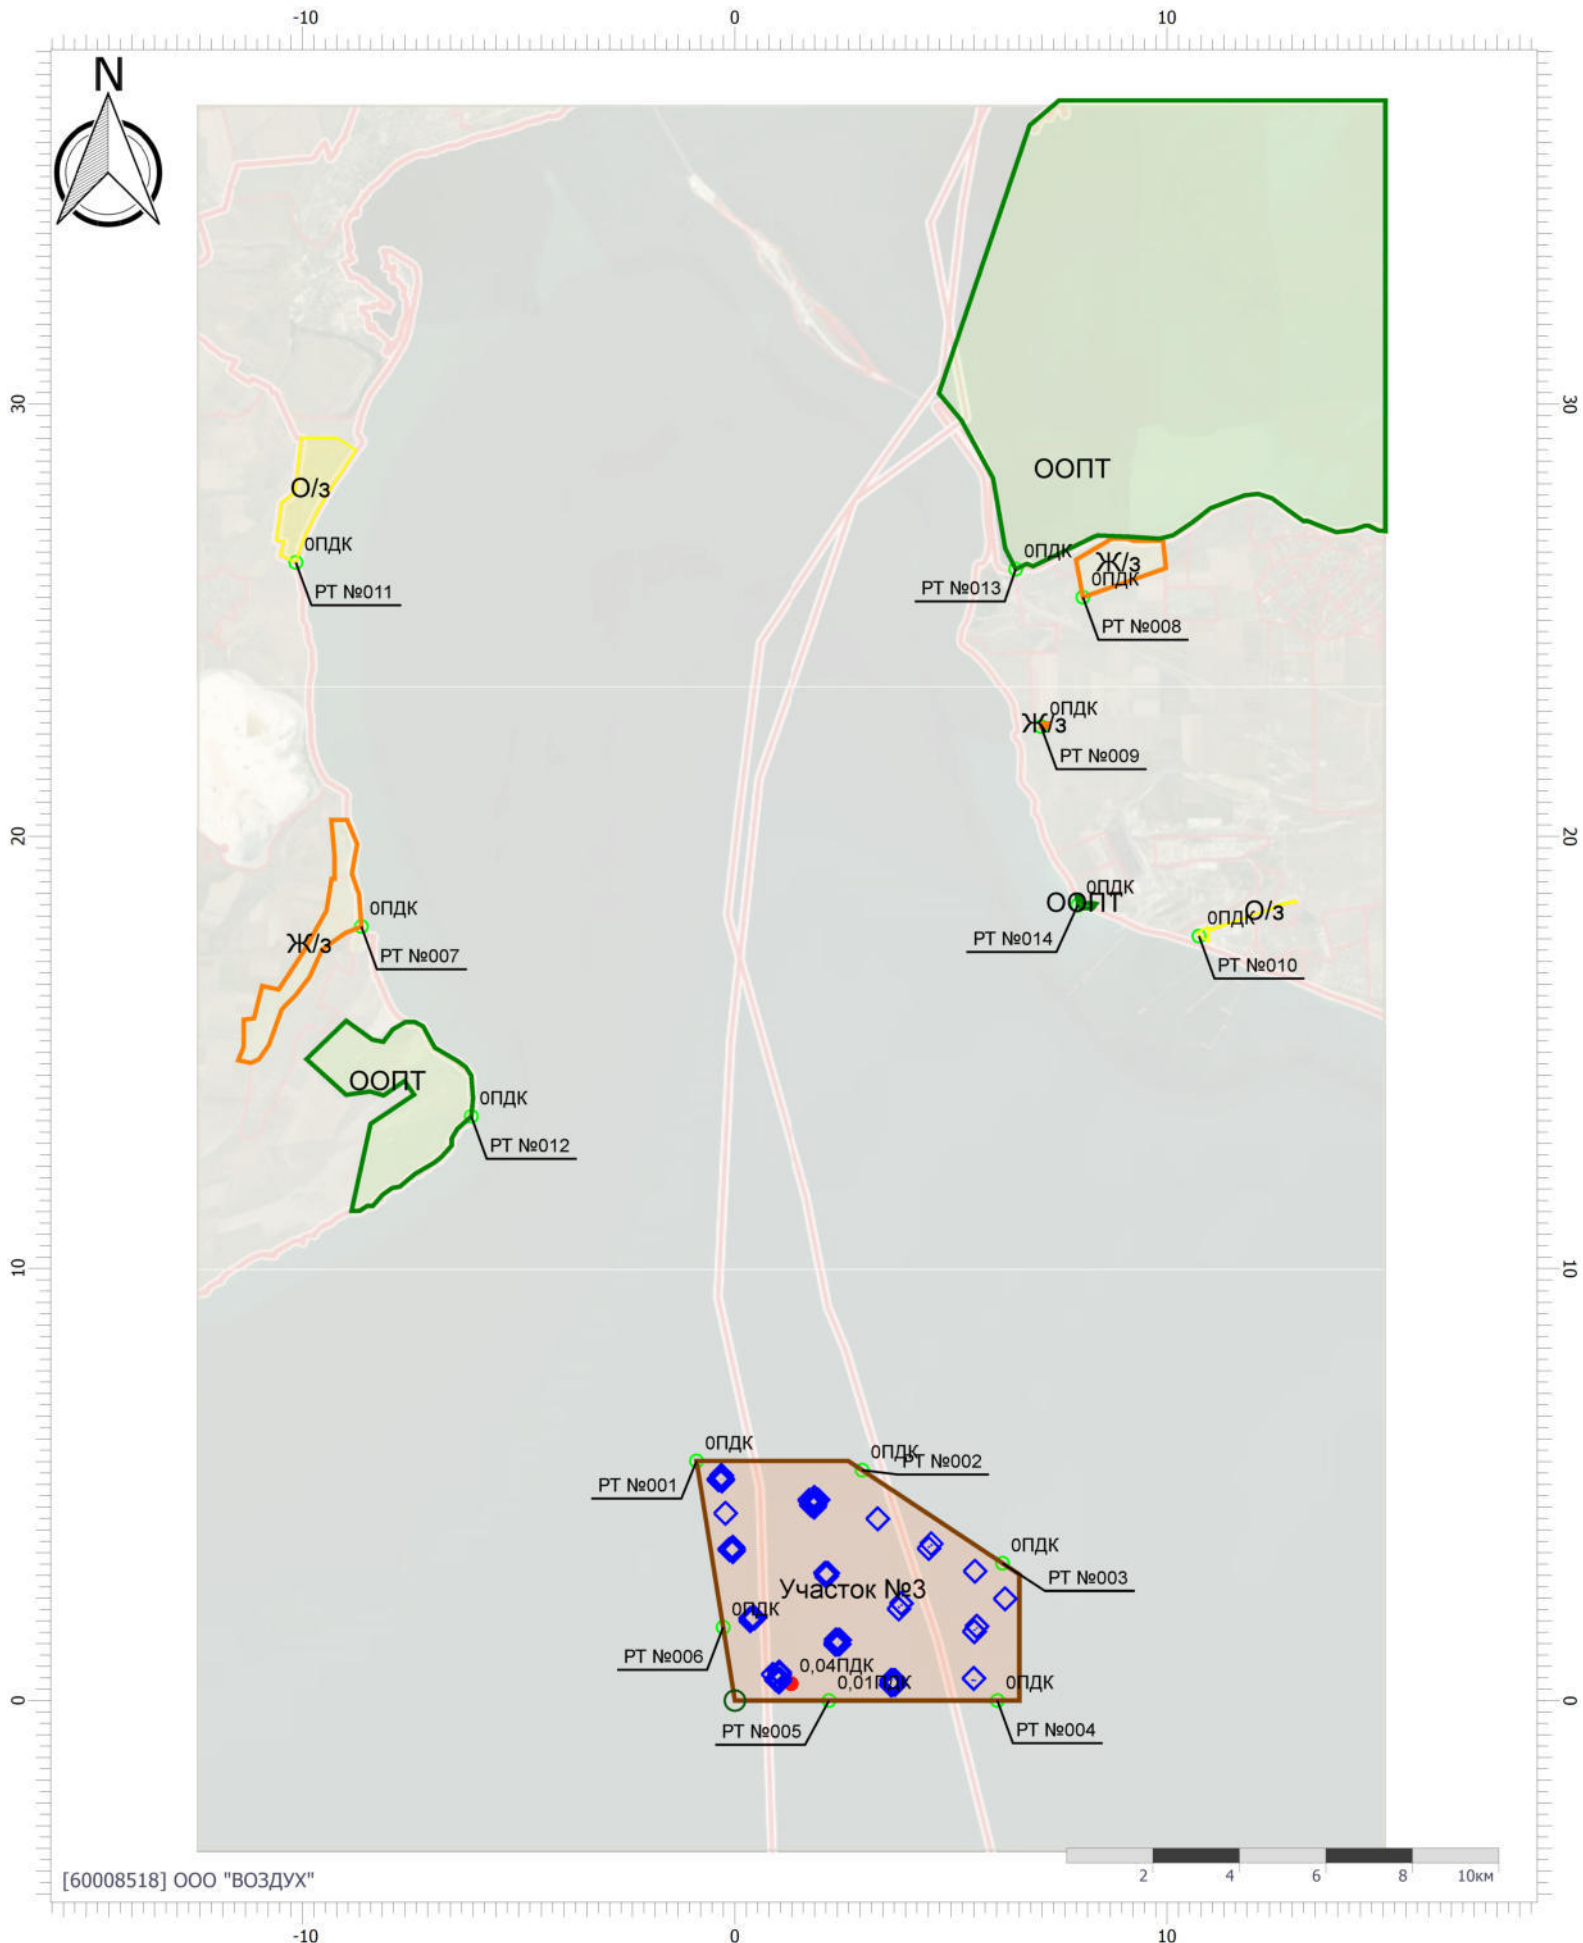 -10
0
10
N
30
30
ООПТ
О/з
0ПДК
РТ №011
0ПДК
Ж/з
РТ №013
0ПДК
РТ №008
0ПДК
Ж/з
РТ №009
20
20
0ПДК
ООПТ
РТ №014
0ПДК
О/з
РТ №010
0ПДК
Ж/з
РТ №007
ООПТ
0ПДК
РТ №012
10
10
0ПДК
РТ №001
0ПДК
РТ №002
0ПДК
РТ №003
Участок №3
0ПДК
РТ №006
0,04ПДК
0,01ПДК
0ПДК
0
0
РТ №005
РТ №004
2
4
6
8
10км
[60008518] ООО "ВОЗДУХ"
-10
0
10